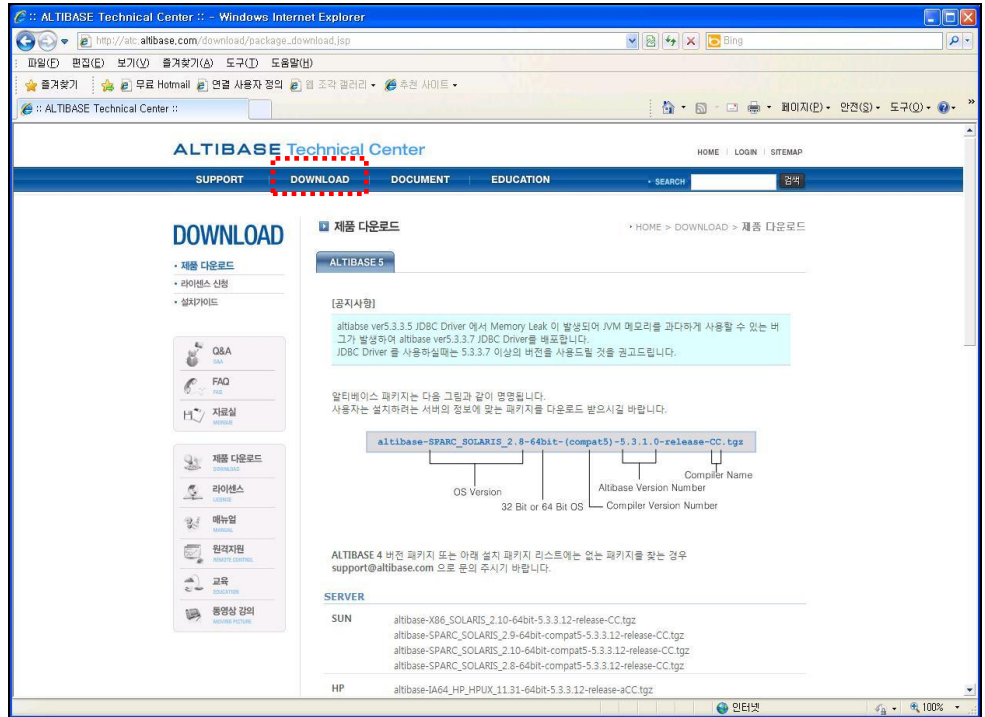 :: ALTIBASE Technical Center :: - Windows Internet Explorer
http://atc.altibase.com/download/package_download.jsp
Bing
파일(F) 편집(E) 보기(V) 즐겨찾기(A) 도구(T) 도움말(H)
즐겨찾기 무료 Hotmail 연결 사용자 정의 웹 조각 갤러리 추천 사이트
:: ALTIBASE Technical Center ::
페이지(P) 안전(S) 도구(O)
ALTIBASE Technical Center
HOME | LOGIN | SITEMAP
SUPPORT DOWNLOAD DOCUMENT EDUCATION
SEARCH 검색
DOWNLOAD
제품 다운로드
라이센스 신청
설치가이드
Q&A
Q&A
FAQ
FAQ
자료실
제품 다운로드
DOWNLOAD
라이센스
LICENSE
매뉴얼
MANUAL
원격지원
REMOTE CONTROL
교육
EDUCATION
동영상 강의
MOVING PICTURE
제품 다운로드
HOME > DOWNLOAD > 제품 다운로드
ALTIBASE 5
[공지사항]
altiabse ver5.3.3.5 JDBC Driver 에서 Memory Leak 이 발생되어 JVM 메모리를 과다하게 사용할 수 있는 버
그가 발생하여 altibase ver5.3.3.7 JDBC Driver를 배포합니다.
JDBC Driver 를 사용하실때는 5.3.3.7 이상의 버전을 사용드릴 것을 권고드립니다.
알티베이스 패키지는 다음 그림과 같이 명명됩니다.
사용자는 설치하려는 서버의 정보에 맞는 패키지를 다운로드 받으시길 바랍니다.
altibase-SPARC_SOLARIS_2.8-64bit-(compat5)-5.3.1.0-release-CC.tgz
Compiler Name
OS Version
Altibase Version Number
32 Bit or 64 Bit OS
Compiler Version Number
ALTIBASE 4 버전 패키지 또는 아래 설치 패키지 리스트에는 없는 패키지를 찾는 경우
support@altibase.com 으로 문의 주시기 바랍니다.
SERVER
SUN
altibase-X86_SOLARIS_2.10-64bit-5.3.3.12-release-CC.tgz
altibase-SPARC_SOLARIS_2.9-64bit-compat5-5.3.3.12-release-CC.tgz
altibase-SPARC_SOLARIS_2.10-64bit-compat5-5.3.3.12-release-CC.tgz
altibase-SPARC_SOLARIS_2.8-64bit-compat5-5.3.3.12-release-CC.tgz
HP
altibase-IA64_HP_HPUX_11.31-64bit-5.3.3.12-release-aCC.tgz
인터넷
100%